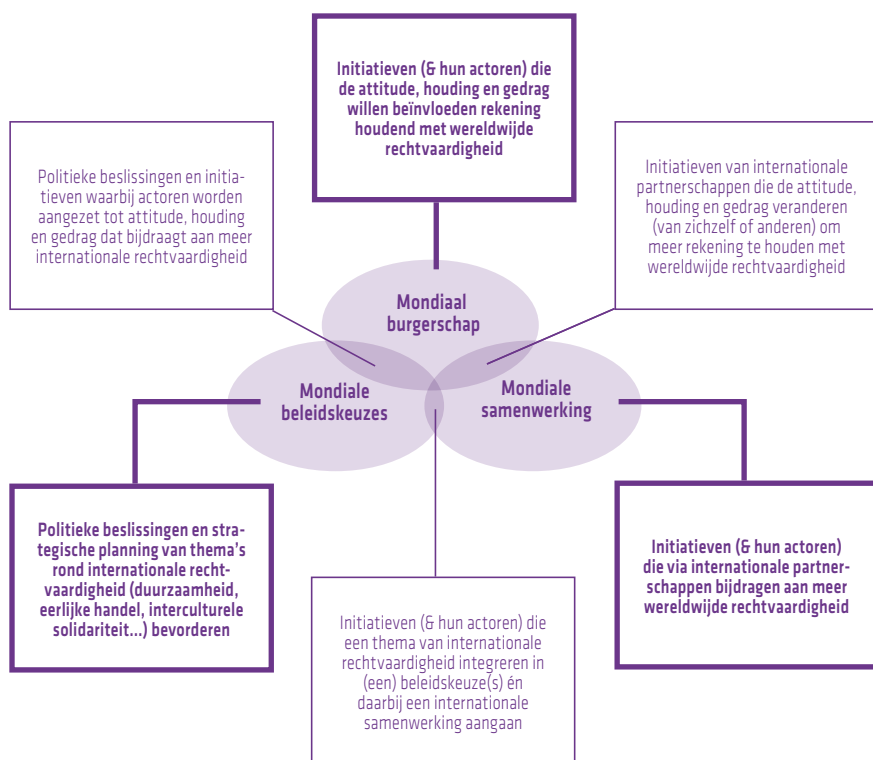 Initiatieven (& hun actoren) die
de attitude, houding en gedrag
willen beïnvloeden rekening
houdend met wereldwijde
rechtvaardigheid
Politieke beslissingen en initia-
tieven waarbij actoren worden
aangezet tot attitude, houding
en gedrag dat bijdraagt aan meer
internationale rechtvaardigheid
Initiatieven van internationale
partnerschappen die de attitude,
houding en gedrag veranderen
(van zichzelf of anderen) om
meer rekening te houden met
wereldwijde rechtvaardigheid
Mondiaal
burgerschap
Mondiale
beleidskeuzes
Mondiale
samenwerking
Politieke beslissingen en stra-
tegische planning van thema's
rond internationale recht-
vaardigheid (duurzaamheid,
eerlijke handel, interculturele
solidariteit...) bevorderen
Initiatieven (& hun actoren) die
een thema van internationale
rechtvaardigheid integreren in
(een) beleidskeuze(s) én
daarbij een internationale
samenwerking aangaan
Initiatieven (& hun actoren)
die via internationale partner-
schappen bijdragen aan meer
wereldwijde rechtvaardigheid